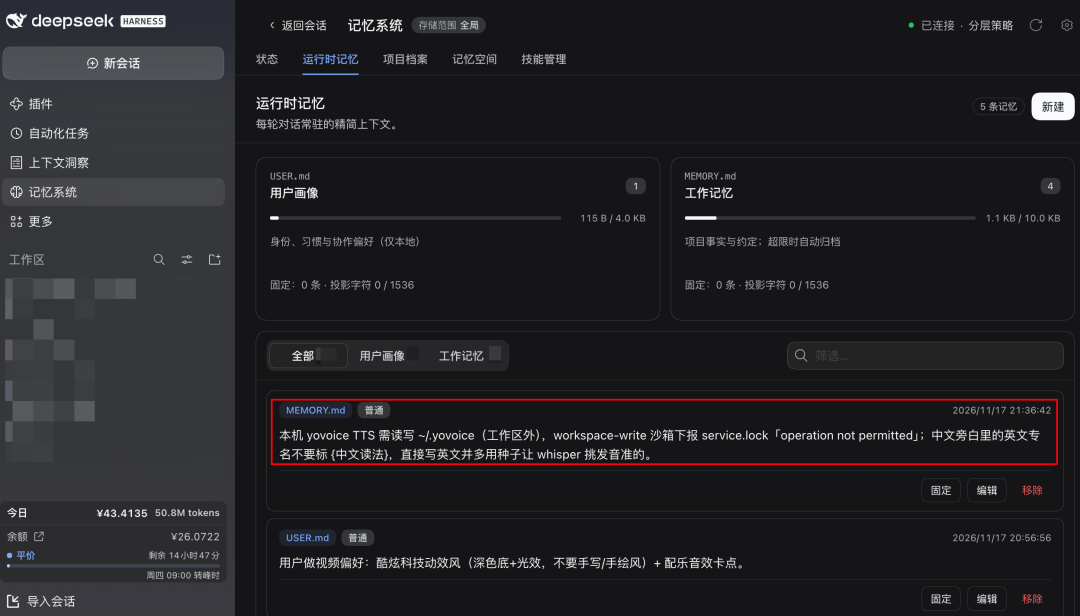 deepseek HARNESS
新会话
插件
自动化任务
上下文洞察
记忆系统
更多
工作区
今日 ¥43.4135 50.8M tokens
余额 ¥26.0722
平价 剩余 14小时47分
周四 09:00 转峰时
导入会话
返回会话 记忆系统 存储范围 全局 已连接 · 分层策略
状态 运行时记忆 项目档案 记忆空间 技能管理
运行时记忆
每轮对话常驻的精简上下文。
5 条记忆 新建
USER.md
用户画像 1
115 B / 4.0 KB
身份、习惯与协作偏好（仅本地）
固定：0 条 · 投影字符 0 / 1536
MEMORY.md
工作记忆 4
1.1 KB / 10.0 KB
项目事实与约定；超限时自动归档
固定：0 条 · 投影字符 0 / 1536
全部 用户画像 工作记忆 筛选...
MEMORY.md 普通 2026/11/17 21:36:42
本机 yovoice TTS 需读写 ~/.yovoice（工作区外），workspace-write 沙箱下报 service.lock「operation not permitted」；中文旁白里的英文专
名不要标 {中文读法}，直接写英文并多用种子让 whisper 挑发音准的。
固定 编辑 移除
USER.md 普通 2026/11/17 20:56:56
用户做视频偏好：酷炫科技动效风（深色底+光效，不要手写/手绘风）+ 配乐音效卡点。
固定 编辑 移除